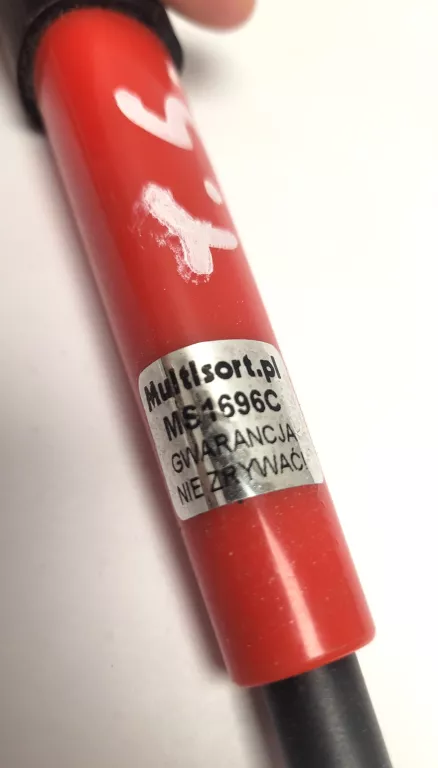 Multisort.pl
MS1696C
GWARANCJA
NIE ZRYWAĆ!